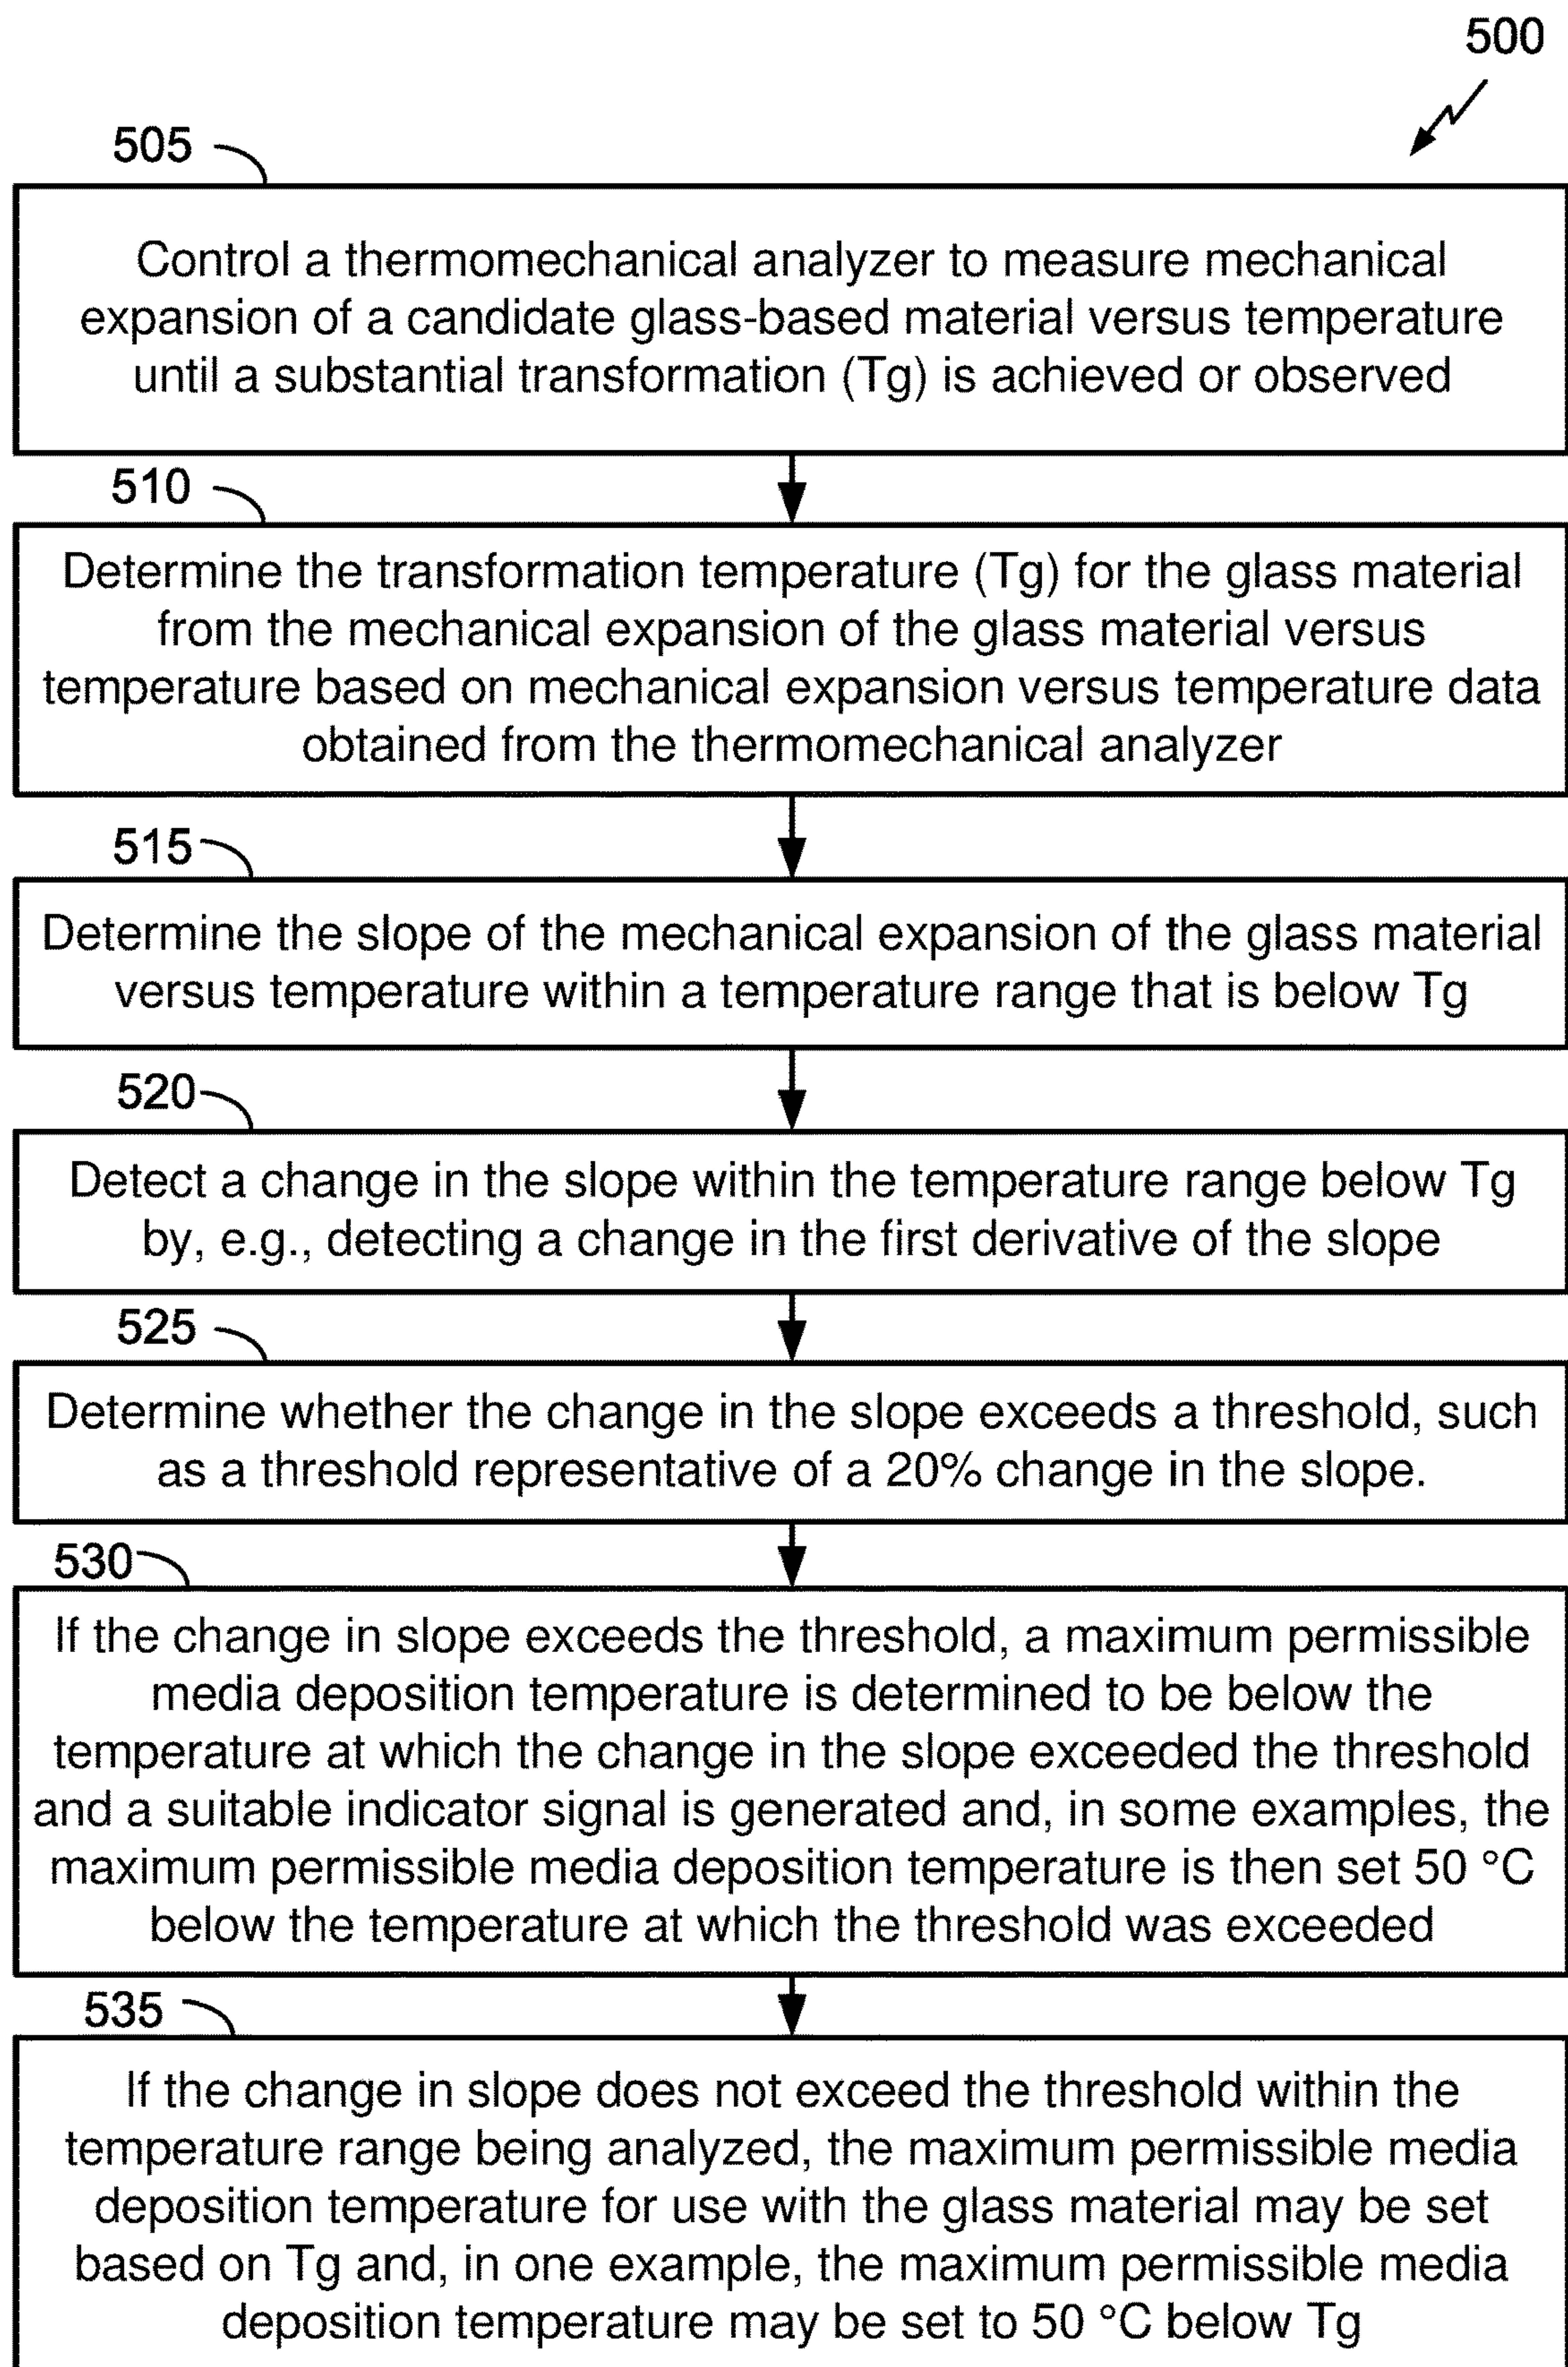 500
505
Control a thermomechanical analyzer to measure mechanical
expansion of a candidate glass-based material versus temperature
until a substantial transformation (Tg) is achieved or observed
510
Determine the transformation temperature (Tg) for the glass material
from the mechanical expansion of the glass material versus
temperature based on mechanical expansion versus temperature data
obtained from the thermomechanical analyzer
515
Determine the slope of the mechanical expansion of the glass material
versus temperature within a temperature range that is below Tg
520
Detect a change in the slope within the temperature range below Tg
by, e.g., detecting a change in the first derivative of the slope
525
Determine whether the change in the slope exceeds a threshold, such
as a threshold representative of a 20% change in the slope.
530
If the change in slope exceeds the threshold, a maximum permissible
media deposition temperature is determined to be below the
temperature at which the change in the slope exceeded the threshold
and a suitable indicator signal is generated and, in some examples, the
maximum permissible media deposition temperature is then set 50 °C
below the temperature at which the threshold was exceeded
535
If the change in slope does not exceed the threshold within the
temperature range being analyzed, the maximum permissible media
deposition temperature for use with the glass material may be set
based on Tg and, in one example, the maximum permissible media
deposition temperature may be set to 50 °C below Tg